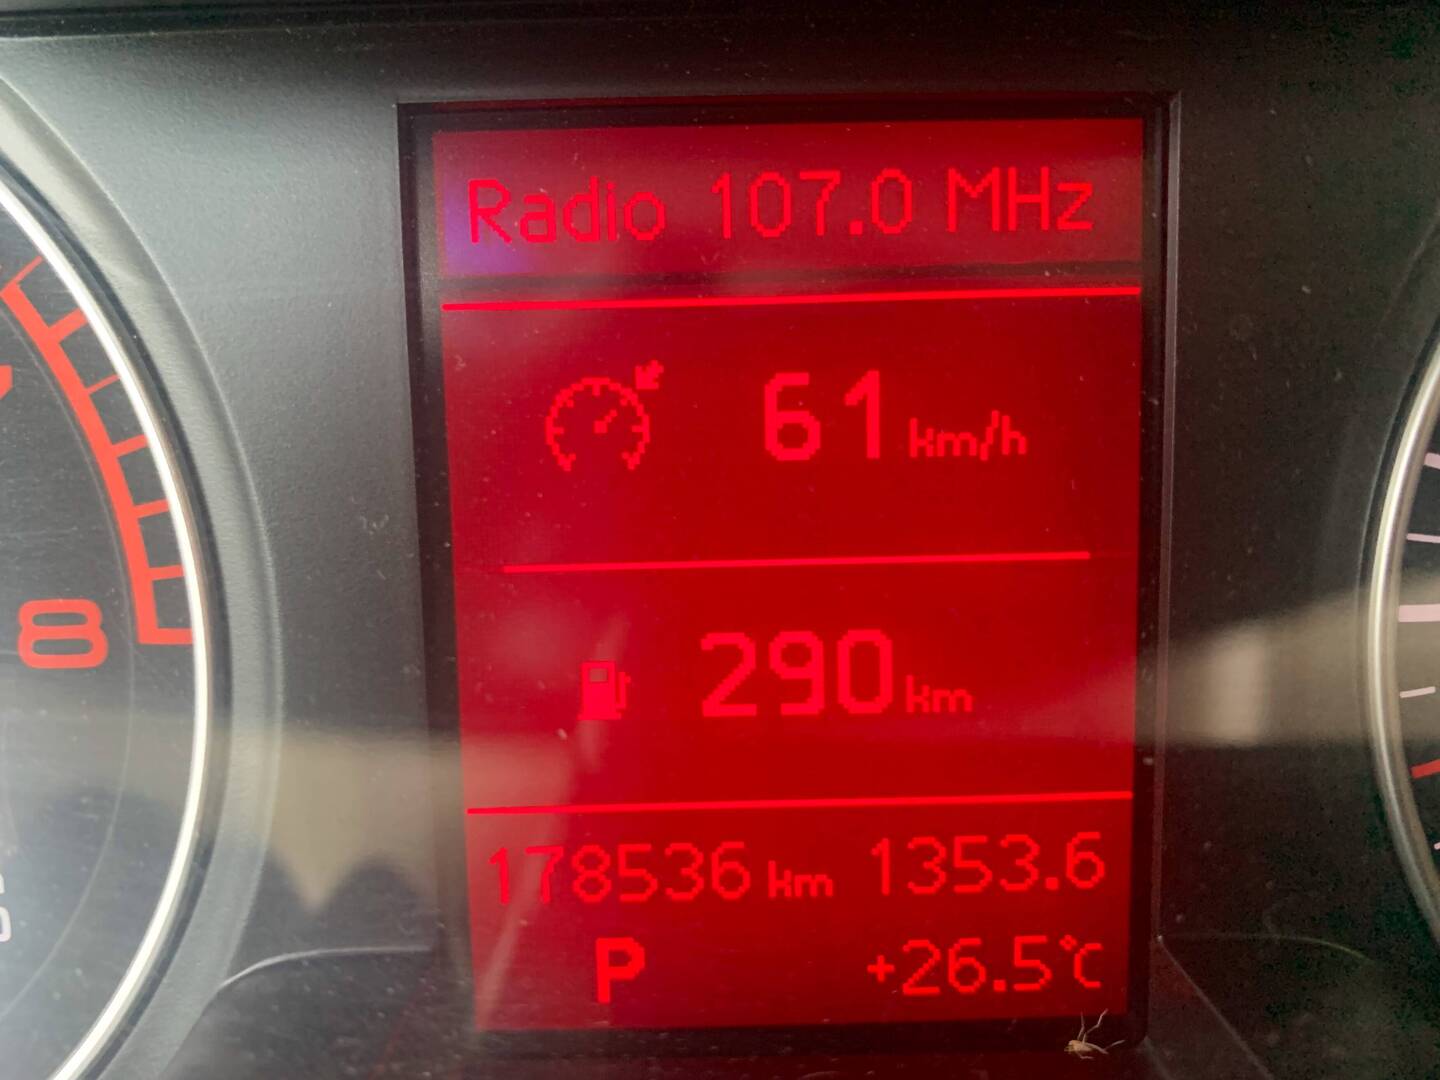 Radio 107.0 MHz
61 km/h
290 km
178536 km 1353.6
P +26.5°C
8